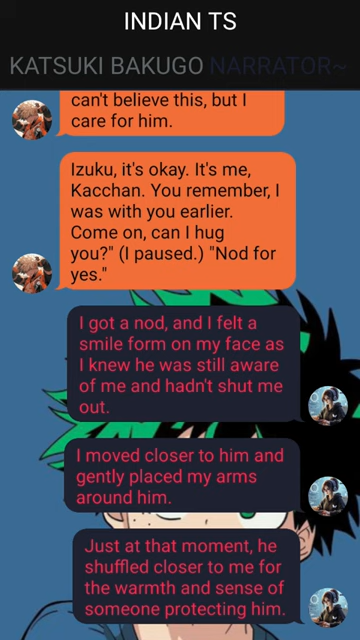 INDIAN TS
KATSUKI BAKUGO NARRATOR~
can't believe this, but I
care for him.
Izuku, it's okay. It's me,
Kacchan. You remember, I
was with you earlier.
Come on, can I hug
you?" (I paused.) "Nod for
yes."
I got a nod, and I felt a
smile form on my face as
I knew he was still aware
of me and hadn't shut me
out.
I moved closer to him and
gently placed my arms
around him.
Just at that moment, he
shuffled closer to me for
the warmth and sense of
someone protecting him.